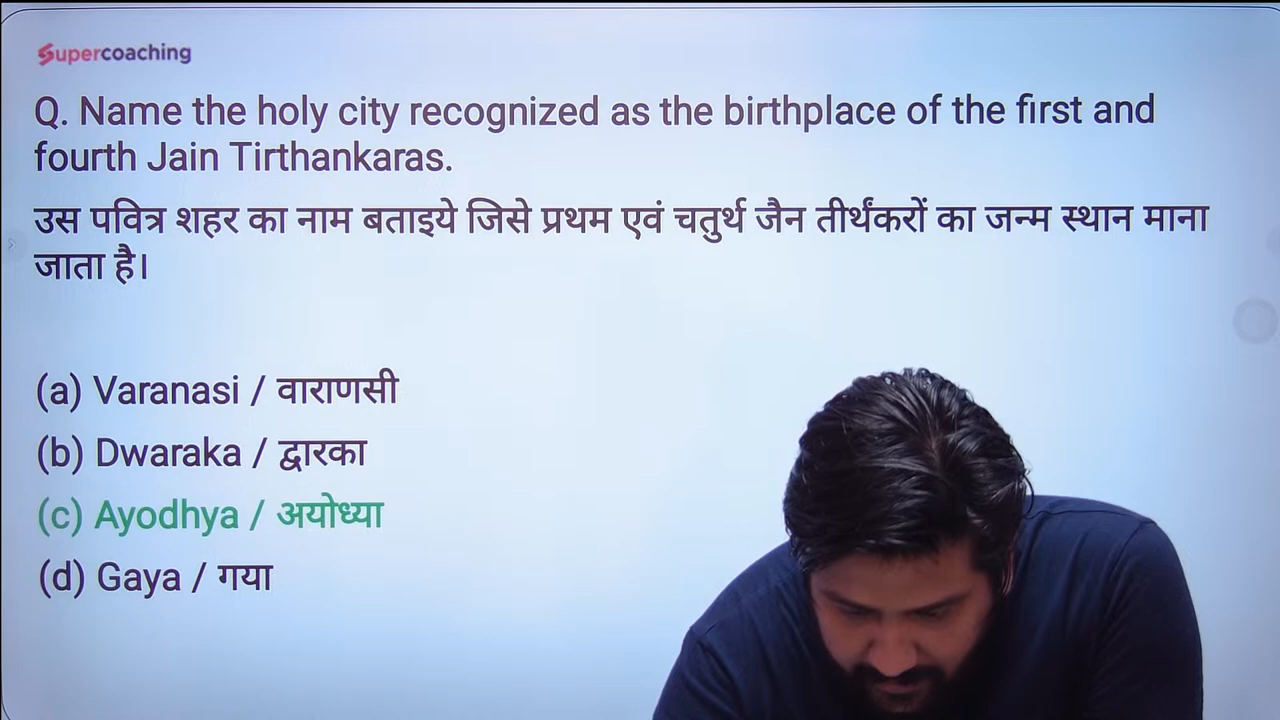 Supercoaching
Q. Name the holy city recognized as the birthplace of the first and
fourth Jain Tirthankaras.
उस पवित्र शहर का नाम बताइये जिसे प्रथम एवं चतुर्थ जैन तीर्थंकरों का जन्म स्थान माना
जाता है।
(a) Varanasi / वाराणसी
(b) Dwaraka / द्वारका
(c) Ayodhya / अयोध्या
(d) Gaya / गया